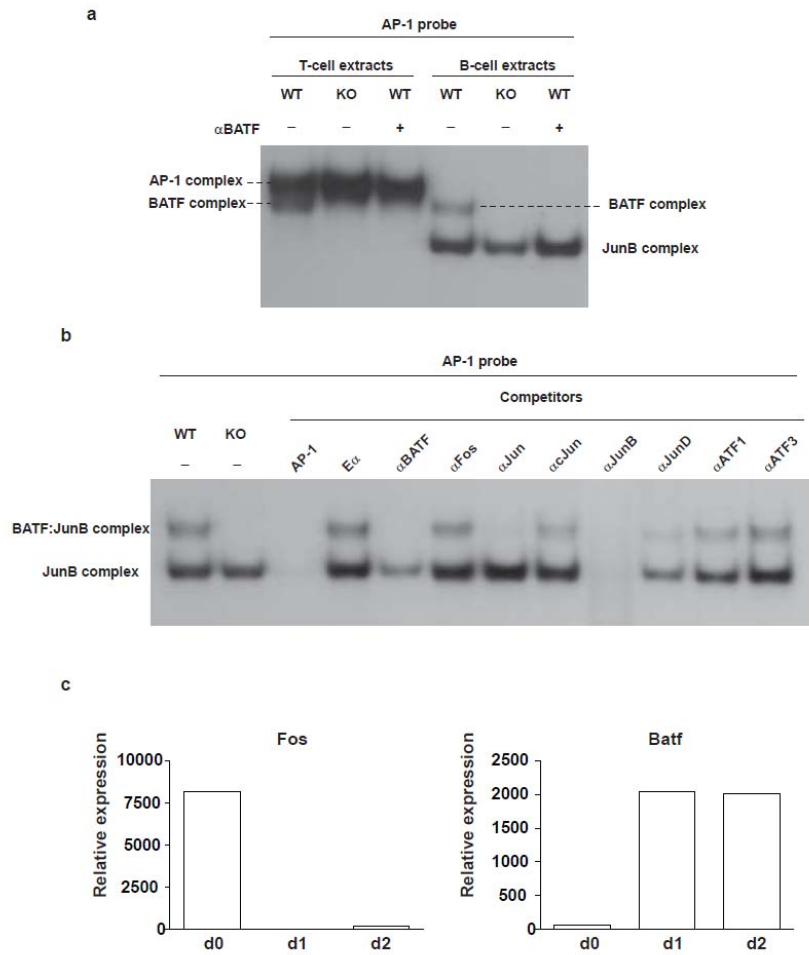 a
AP-1 probe
T-cell extracts B-cell extracts
WT KO WT WT KO WT
αBATF – – + – – +
AP-1 complex
BATF complex
BATF complex
JunB complex
b
AP-1 probe
Competitors
WT KO
– – AP-1 Eα αBATF αFos αJun αcJun αJunB αJunD αATF1 αATF3
BATF:JunB complex
JunB complex
c
Fos
Relative expression
10000
7500
5000
2500
0
d0 d1 d2
Batf
Relative expression
2500
2000
1500
1000
500
0
d0 d1 d2